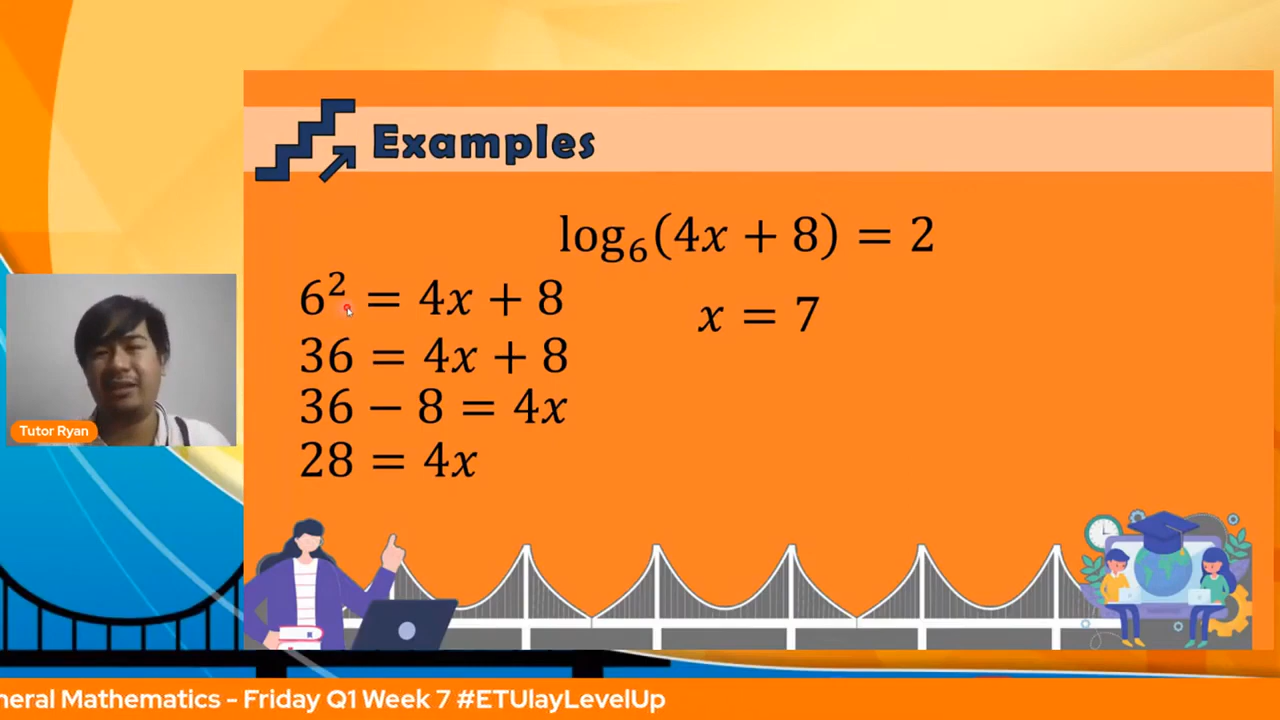 Examples
log₆(4x + 8) = 2
6² = 4x + 8
x = 7
36 = 4x + 8
36 − 8 = 4x
28 = 4x
Tutor Ryan
neral Mathematics - Friday Q1 Week 7 #ETUlayLevelUp